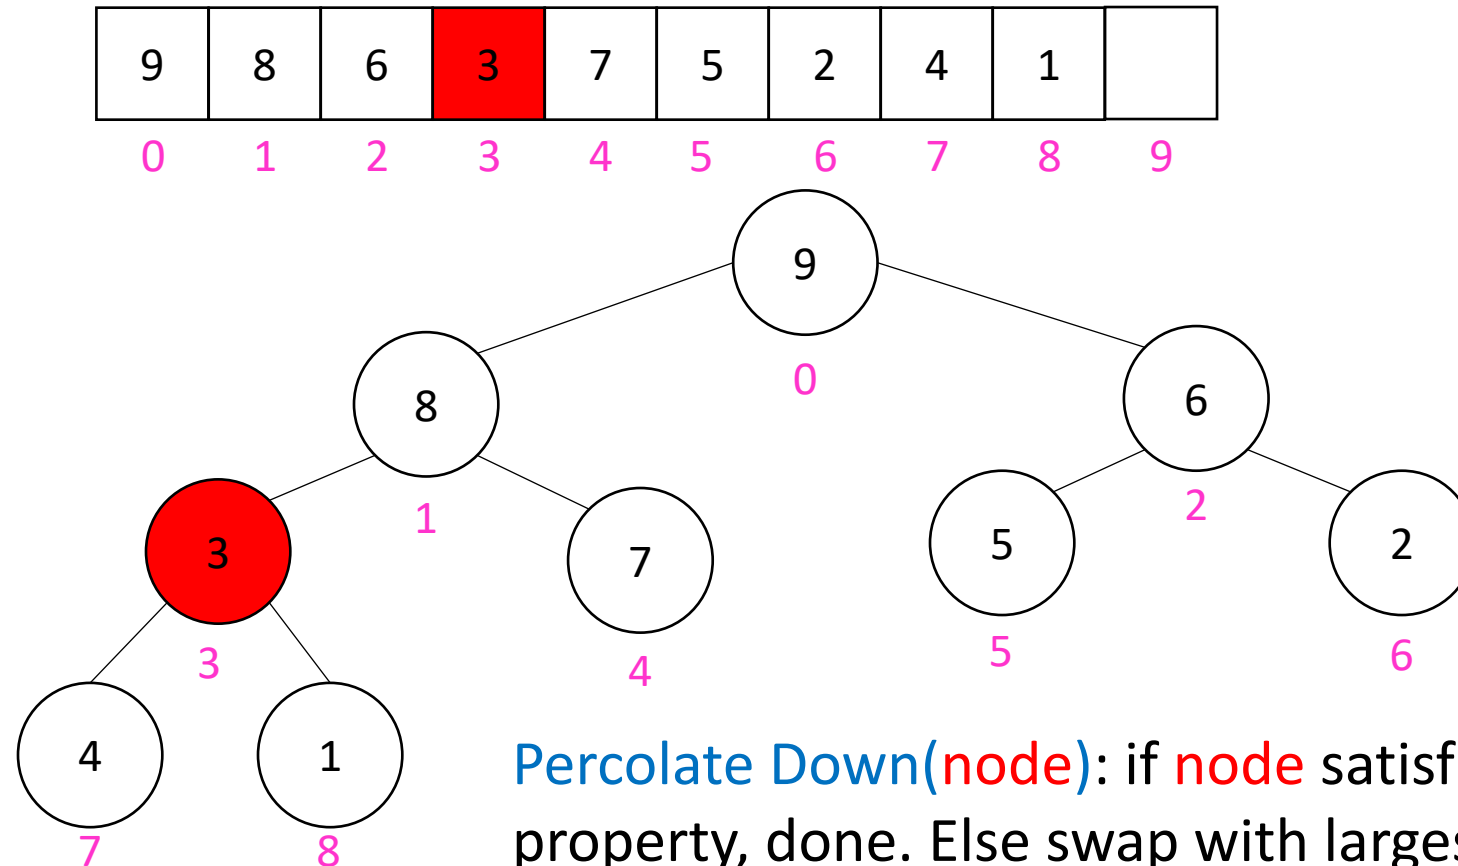 9 8 6 3 7 5 2 4 1
0 1 2 3 4 5 6 7 8 9
9
0
8 6
1 2
3 7 5 2
3 4 5 6
4 1
7 8
Percolate Down(node): if node
property, done. Else swap with